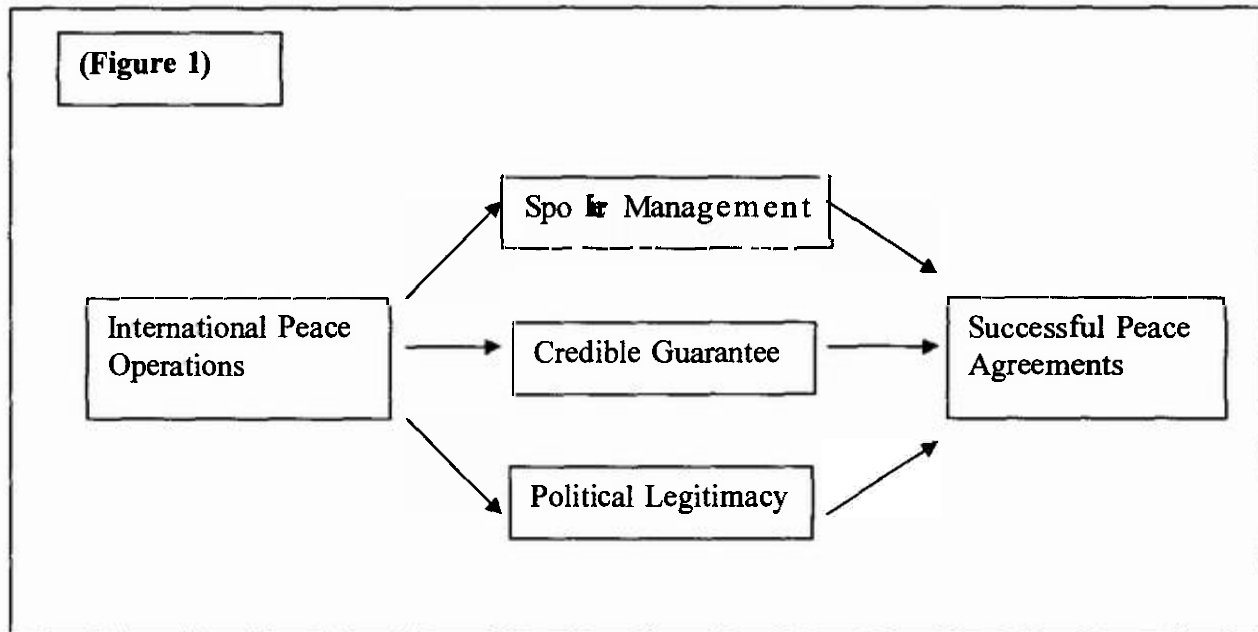 (Figure 1)
Management
International Peace
Operations
Credible Guarantee
Successful Peace
Agreements
Political Legitimacy